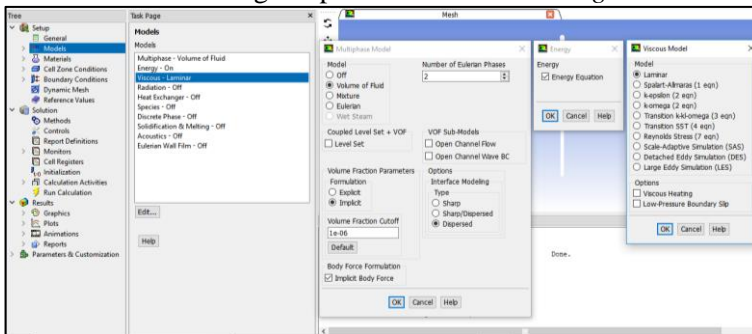 Tree
Setup
General
Models
Materials
Cell Zone Conditions
Boundary Conditions
Dynamic Mesh
Reference Values
Solution
Methods
Controls
Report Definitions
Monitors
Cell Registers
Initialization
Calculation Activities
Run Calculation
Results
Graphics
Plots
Animations
Reports
Parameters & Customization
Task Page
Models
Models
Multiphase - Volume of Fluid
Energy - On
Viscous - Laminar
Radiation - Off
Heat Exchanger - Off
Species - Off
Discrete Phase - Off
Solidification & Melting - Off
Acoustics - Off
Eulerian Wall Film - Off
Edit...
Help
Mesh
Multiphase Model
Model
Off
Volume of Fluid
Mixture
Eulerian
Wet Steam
Number of Eulerian Phases
2
Coupled Level Set + VOF
Level Set
VOF Sub-Models
Open Channel Flow
Open Channel Wave BC
Volume Fraction Parameters
Formulation
Explicit
Implicit
Volume Fraction Cutoff
1e-06
Default
Options
Interface Modeling
Type
Sharp
Sharp/Dispersed
Dispersed
Body Force Formulation
Implicit Body Force
OK Cancel Help
Energy
Energy
Energy Equation
OK Cancel Help
Done.
Viscous Model
Model
Laminar
Spalart-Allmaras (1 eqn)
k-epsilon (2 eqn)
k-omega (2 eqn)
Transition k-kl-omega (3 eqn)
Transition SST (4 eqn)
Reynolds Stress (7 eqn)
Scale-Adaptive Simulation (SAS)
Detached Eddy Simulation (DES)
Large Eddy Simulation (LES)
Options
Viscous Heating
Low-Pressure Boundary Slip
OK Cancel Help